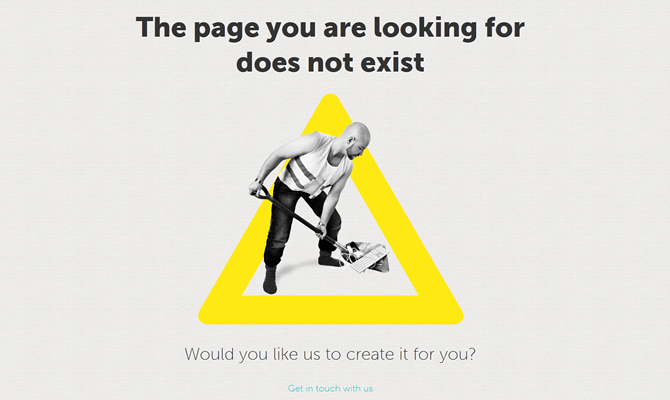 The page you are looking for
does not exist
Would you like us to create it for you?
Get in touch with us